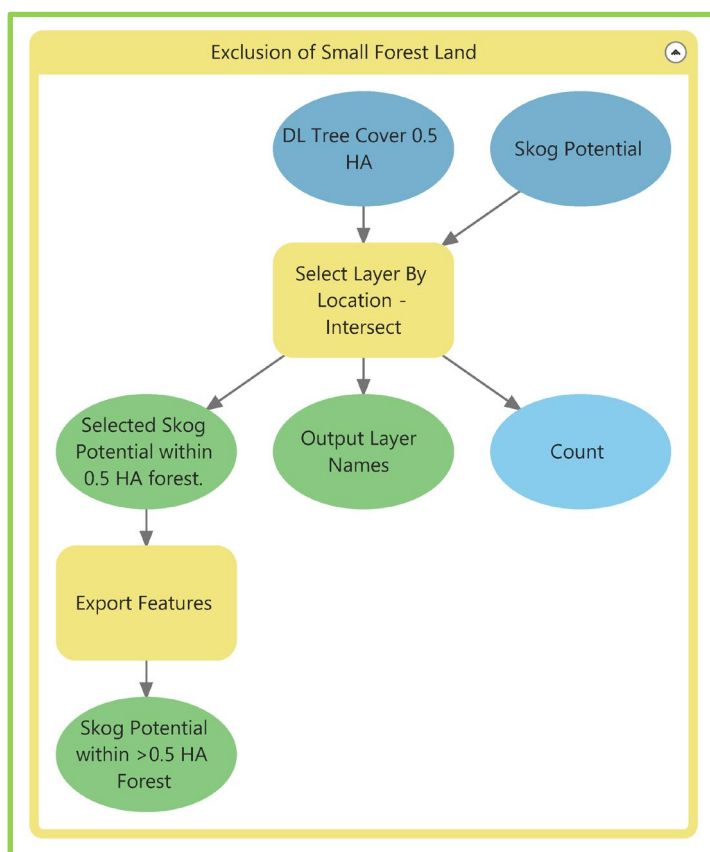 Exclusion of Small Forest Land
DL Tree Cover 0.5
HA
Skog Potential
Select Layer By
Location -
Intersect
Selected Skog
Potential within
0.5 HA forest.
Output Layer
Names
Count
Export Features
Skog Potential
within >0.5 HA
Forest